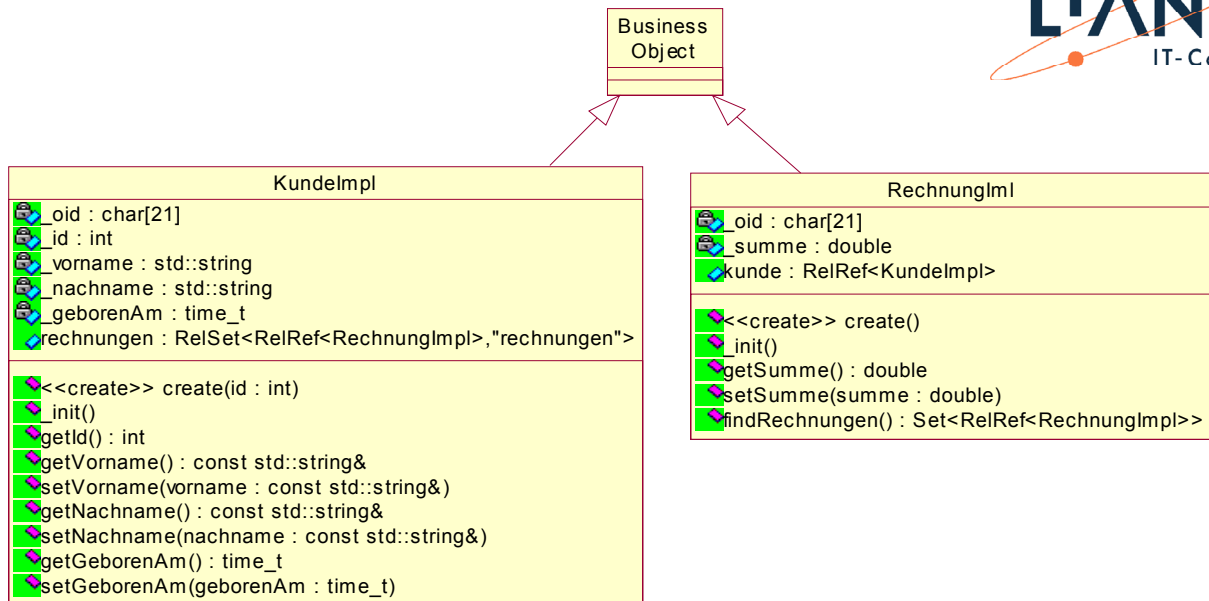 Business
Object
IT-C
KundeImpl
_oid : char[21]
_id : int
_vorname : std::string
_nachname : std::string
_geborenAm : time_t
rechnungen : RelSet<RelRef<RechnungImpl>,"rechnungen">
<<create>> create(id : int)
_init()
getId() : int
getVorname() : const std::string&
setVorname(vorname : const std::string&)
getNachname() : const std::string&
setNachname(nachname : const std::string&)
getGeborenAm() : time_t
setGeborenAm(geborenAm : time_t)
RechnungIml
_oid : char[21]
_summe : double
kunde : RelRef<KundeImpl>
<<create>> create()
_init()
getSumme() : double
setSumme(summe : double)
findRechnungen() : Set<RelRef<RechnungImpl>>